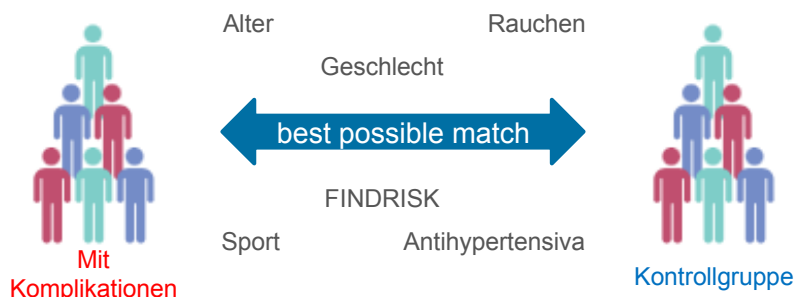 Alter
Rauchen
Geschlecht
best possible match
FINDRISK
Sport
Antihypertensiva
Mit
Komplikationen
Kontrollgruppe